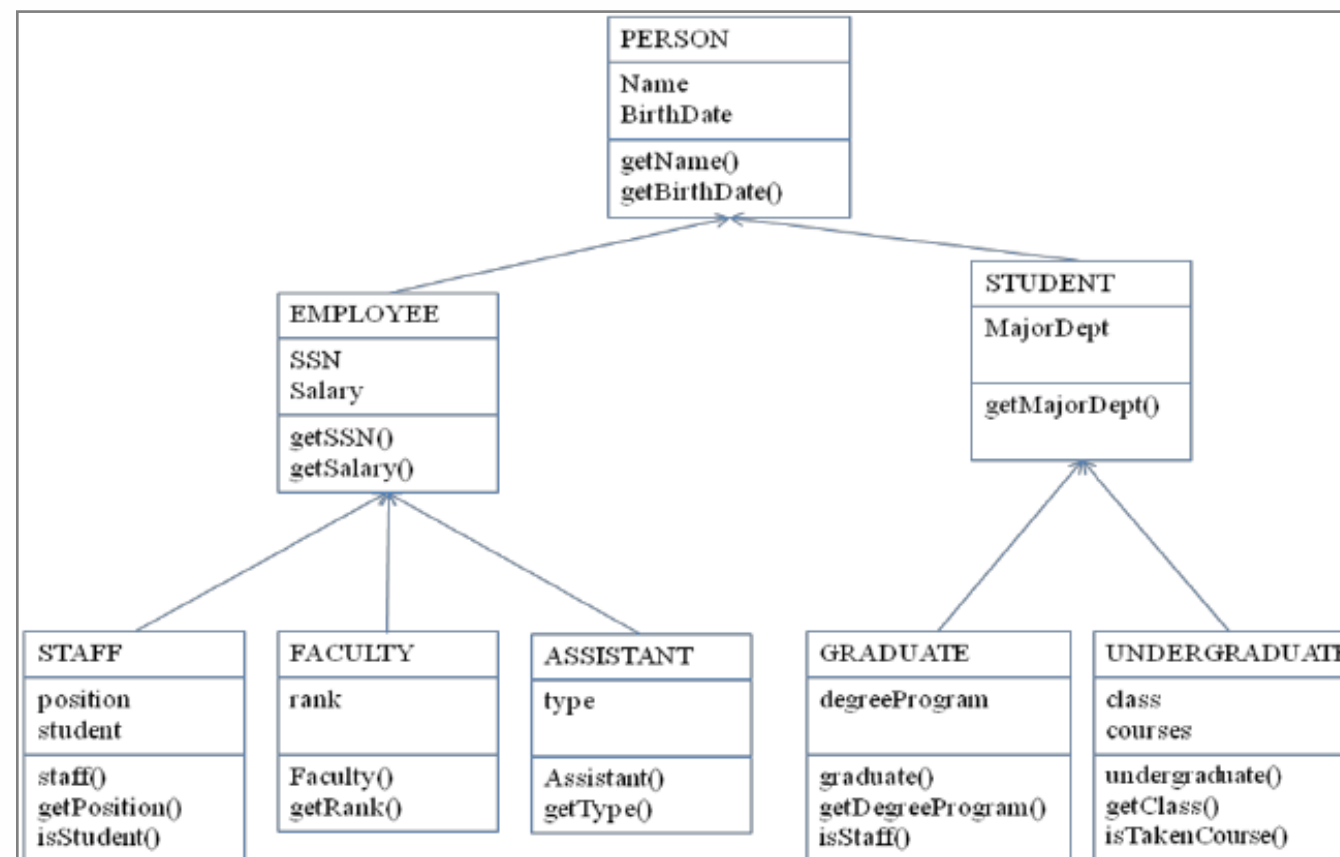 PERSON
Name
BirthDate
getName()
getBirthDate()
EMPLOYEE
SSN
Salary
getSSN()
getSalary()
STUDENT
MajorDept
getMajorDept()
STAFF
position
student
staff()
getPosition()
isStudent()
FACULTY
rank
Faculty()
getRank()
ASSISTANT
type
Assistant()
getType()
GRADUATE
degreeProgram
graduate()
getDegreeProgram()
isStaff()
UNDERGRADUATE
class
courses
undergraduate()
getClass()
isTakenCourse()